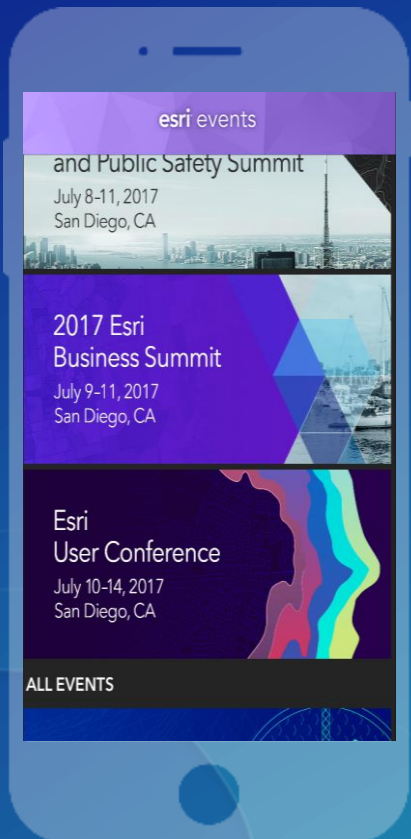 esri events
and Public Safety Summit
July 8-11, 2017
San Diego, CA
2017 Esri
Business Summit
July 9-11, 2017
San Diego, CA
Esri
User Conference
July 10-14, 2017
San Diego, CA
ALL EVENTS